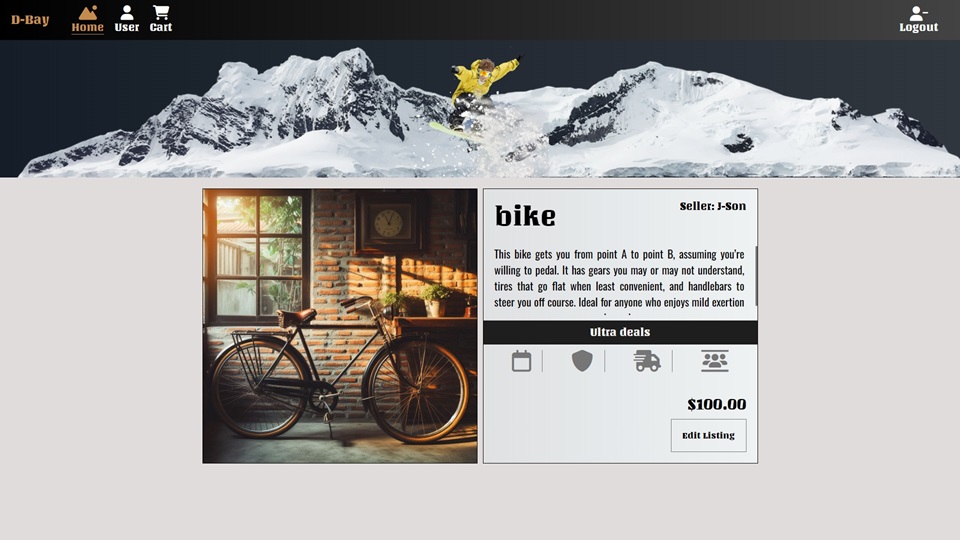 D-Bay
Home
User
Cart
Logout
bike
Seller: J-Son
This bike gets you from point A to point B, assuming you're
willing to pedal. It has gears you may or may not understand,
tires that go flat when least convenient, and handlebars to
steer you off course. Ideal for anyone who enjoys mild exertion
Ultra deals
$100.00
Edit Listing